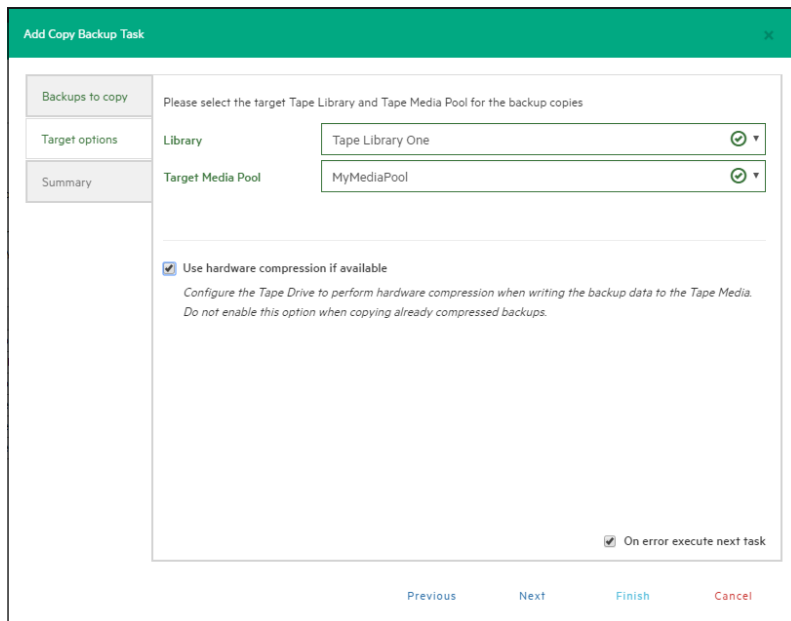 Add Copy Backup Task
Backups to copy
Target options
Summary
Please select the target Tape Library and Tape Media Pool for the backup copies
Library
Tape Library One
Target Media Pool
MyMediaPool
Use hardware compression if available
Configure the Tape Drive to perform hardware compression when writing the backup data to the Tape Media.
Do not enable this option when copying already compressed backups.
On error execute next task
Previous Next Finish Cancel